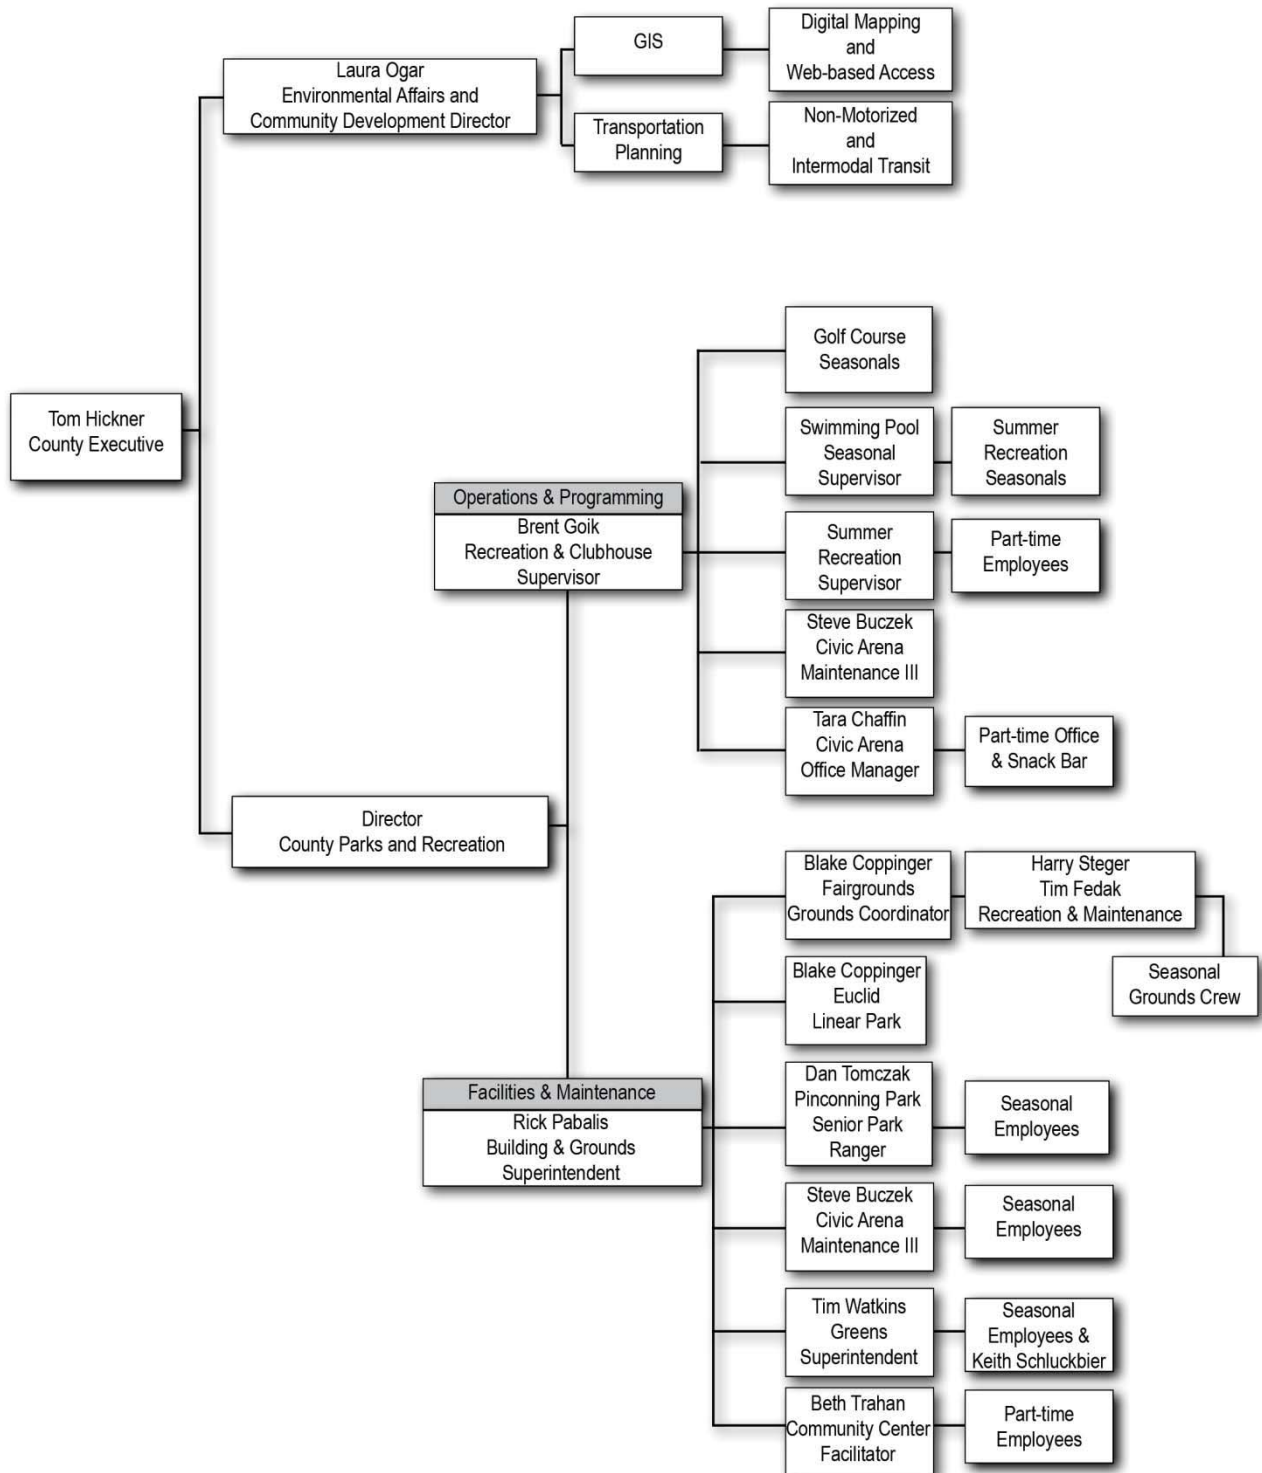 GIS
Digital Mapping
and
Web-based Access
Laura Ogar
Environmental Affairs and
Community Development Director
Transportation
Planning
Non-Motorized
and
Intermodal Transit
Tom Hickner
County Executive
Golf Course
Seasonals
Swimming Pool
Seasonal
Supervisor
Summer
Recreation
Seasonals
Operations & Programming
Brent Goik
Recreation & Clubhouse
Supervisor
Summer
Recreation
Supervisor
Part-time
Employees
Steve Buczek
Civic Arena
Maintenance III
Tara Chaffin
Civic Arena
Office Manager
Part-time Office
& Snack Bar
Director
County Parks and Recreation
Blake Coppinger
Fairgrounds
Grounds Coordinator
Harry Steger
Tim Fedak
Recreation & Maintenance
Seasonal
Grounds Crew
Blake Coppinger
Euclid
Linear Park
Facilities & Maintenance
Rick Pabalis
Building & Grounds
Superintendent
Dan Tomczak
Pinconning Park
Senior Park
Ranger
Seasonal
Employees
Steve Buczek
Civic Arena
Maintenance III
Seasonal
Employees
Tim Watkins
Greens
Superintendent
Seasonal
Employees &
Keith Schluckbier
Beth Trahan
Community Center
Facilitator
Part-time
Employees